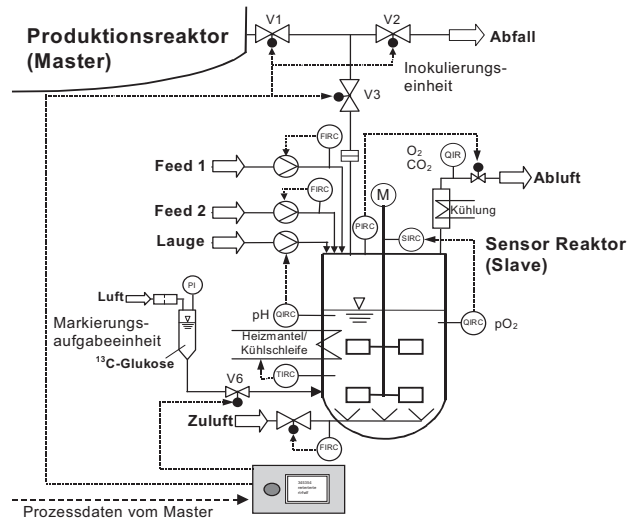 Produktionsreaktor
(Master)
V1
V2
Abfall
Inokulierungs-
einheit
V3
FIRC
Feed 1
O₂
CO₂
QIR
Abluft
FIRC
Feed 2
M
PIRC
Kühlung
Lauge
SIRC
Sensor Reaktor
(Slave)
PI
Luft
pH
QIRC
QIRC
pO₂
Markierungs-
aufgabeeinheit
¹³C-Glukose
Heizmantel/
Kühlschleife
TIRC
V6
Zuluft
FIRC
Prozessdaten vom Master